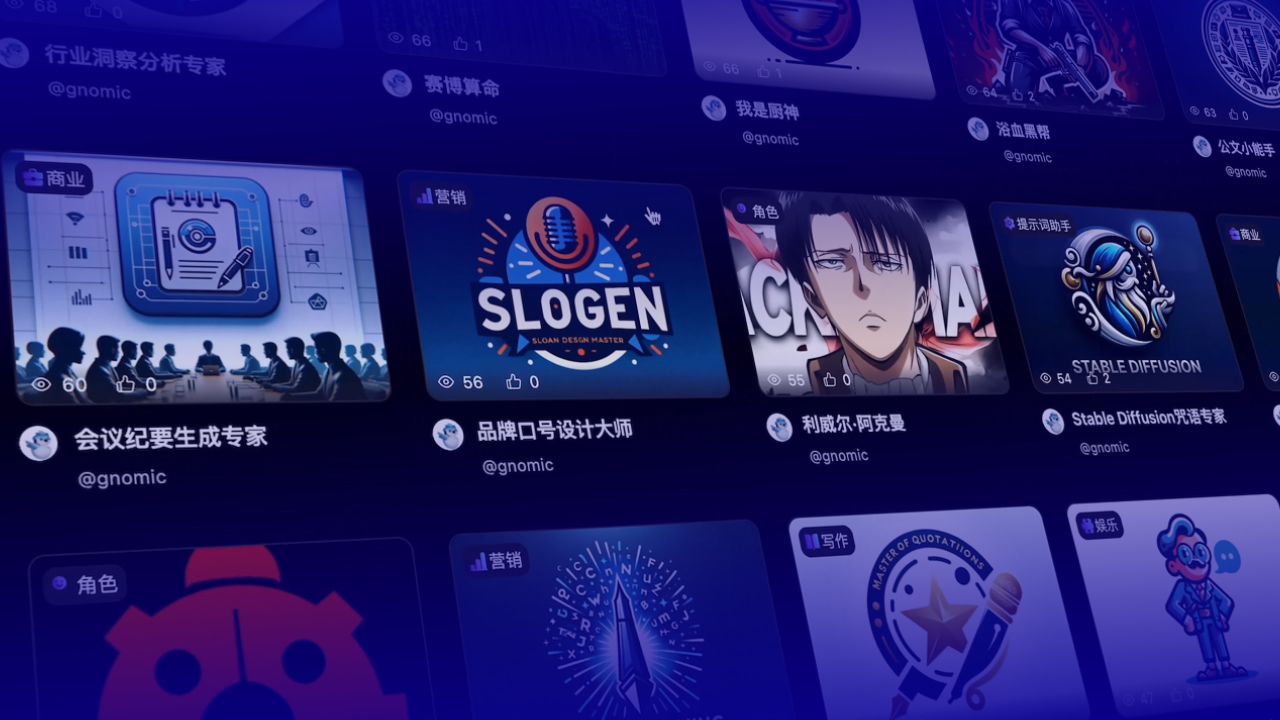 68 0
行业洞察分析专家
@gnomic
66 1
赛博算命
@gnomic
66 1
我是厨神
@gnomic
64 2
浴血黑帮
@gnomic
63 0
公文小能手
@gnomic
商业
60 0
会议纪要生成专家
@gnomic
营销
SLOGEN
SLOAN DESIGN MASTER
56 0
品牌口号设计大师
@gnomic
角色
55 0
利威尔·阿克曼
@gnomic
提示词助手
STABLE DIFFUSION
54 2
Stable Diffusion咒语专家
@gnomic
商业
角色
营销
写作
MASTER OF QUOTATIIONS
娱乐
47 0